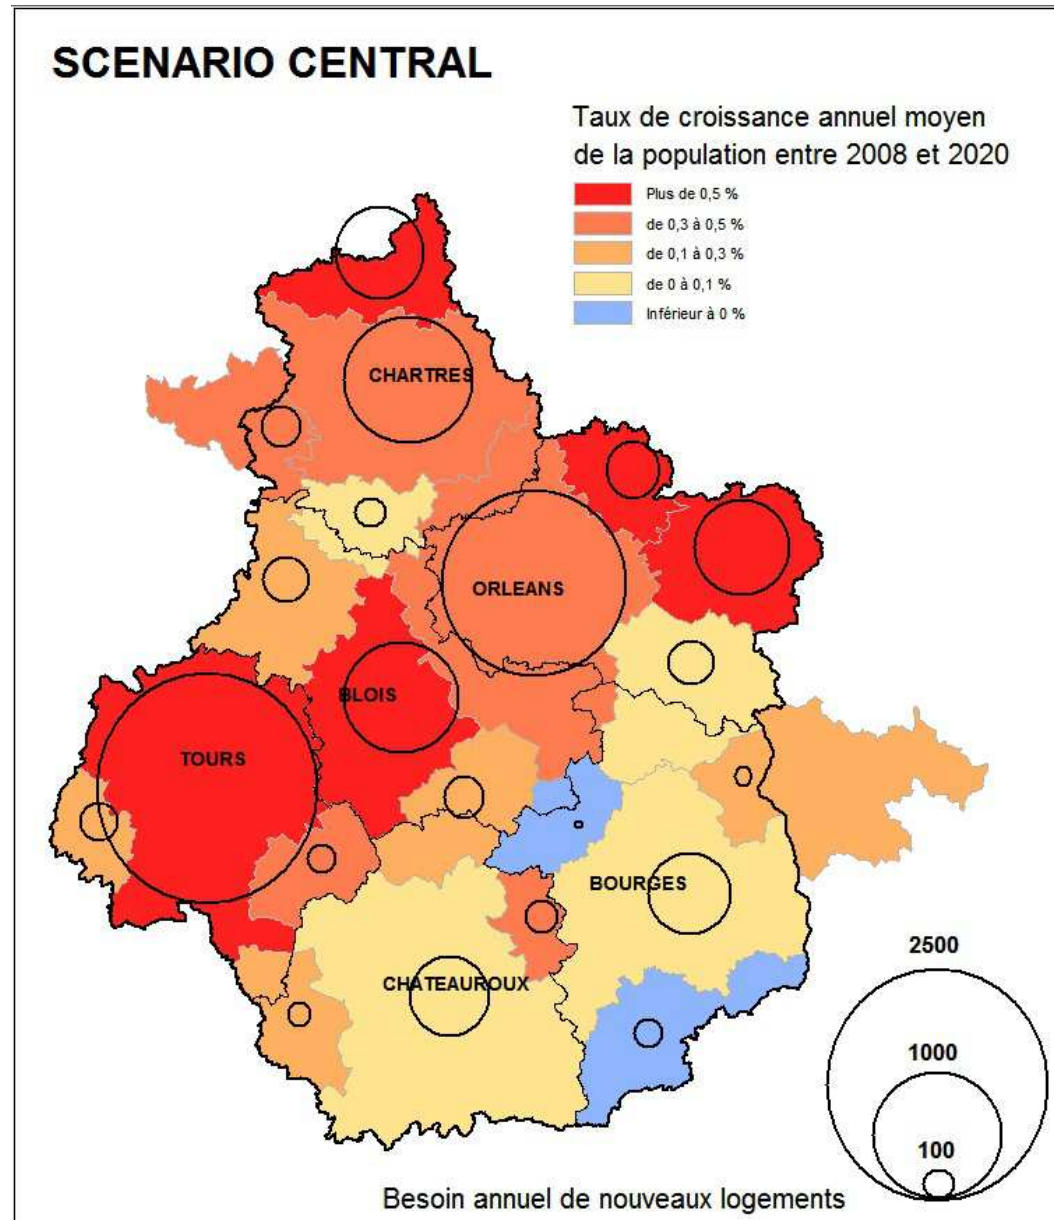 SCENARIO CENTRAL
Taux de croissance annuel moyen
de la population entre 2008 et 2020
Plus de 0,5 %
de 0,3 à 0,5 %
de 0,1 à 0,3 %
de 0 à 0,1 %
Inférieur à 0 %
CHARTRES
ORLEANS
BLOIS
TOURS
BOURGES
CHATEAUROUX
2500
1000
100
Besoin annuel de nouveaux logements